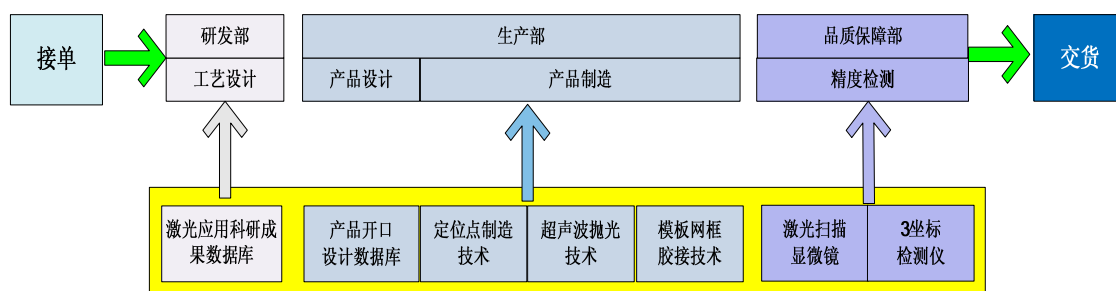 接单
研发部
工艺设计
生产部
产品设计
产品制造
品质保障部
精度检测
交货
激光应用科研成
果数据库
产品开口
设计数据库
定位点制造
技术
超声波抛光
技术
模板网框
胶接技术
激光扫描
显微镜
3坐标
检测仪